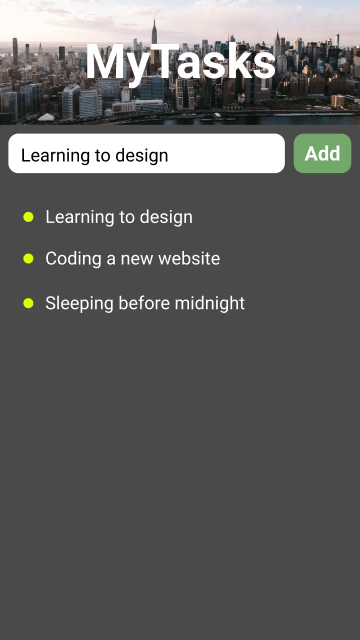 MyTasks
Learning to design
Add
Learning to design
Coding a new website
Sleeping before midnight